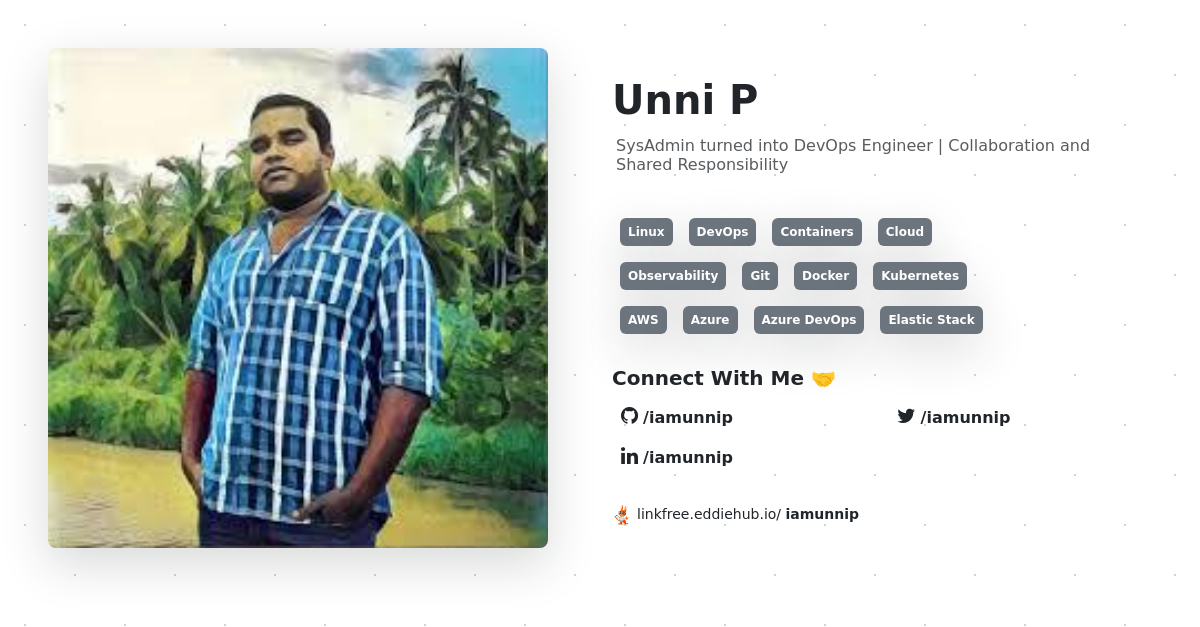 Unni P
SysAdmin turned into DevOps Engineer | Collaboration and
Shared Responsibility
Linux DevOps Containers Cloud
Observability Git Docker Kubernetes
AWS Azure Azure DevOps Elastic Stack
Connect With Me 🤝
/iamunnip /iamunnip
/iamunnip
linkfree.eddiehub.io/ iamunnip